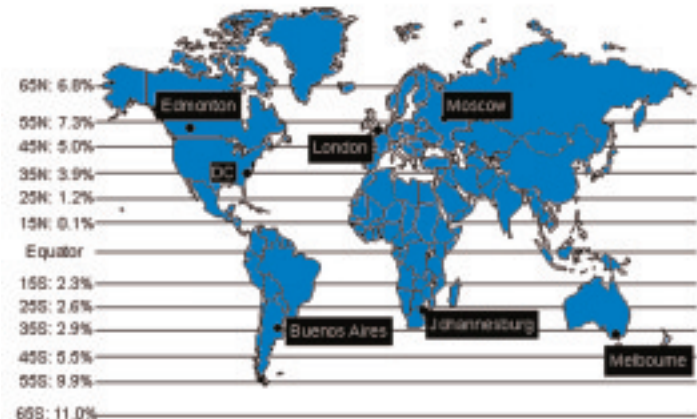 65N: 6.8%
Edmonton
Moscow
55N: 7.3%
London
45N: 5.0%
DC
35N: 3.9%
25N: 1.2%
15N: 0.1%
Equator
15S: 2.3%
25S: 2.6%
Johannesburg
35S: 2.9%
Buenos Aires
Melbourne
45S: 5.5%
55S: 9.9%
65S: 11.0%